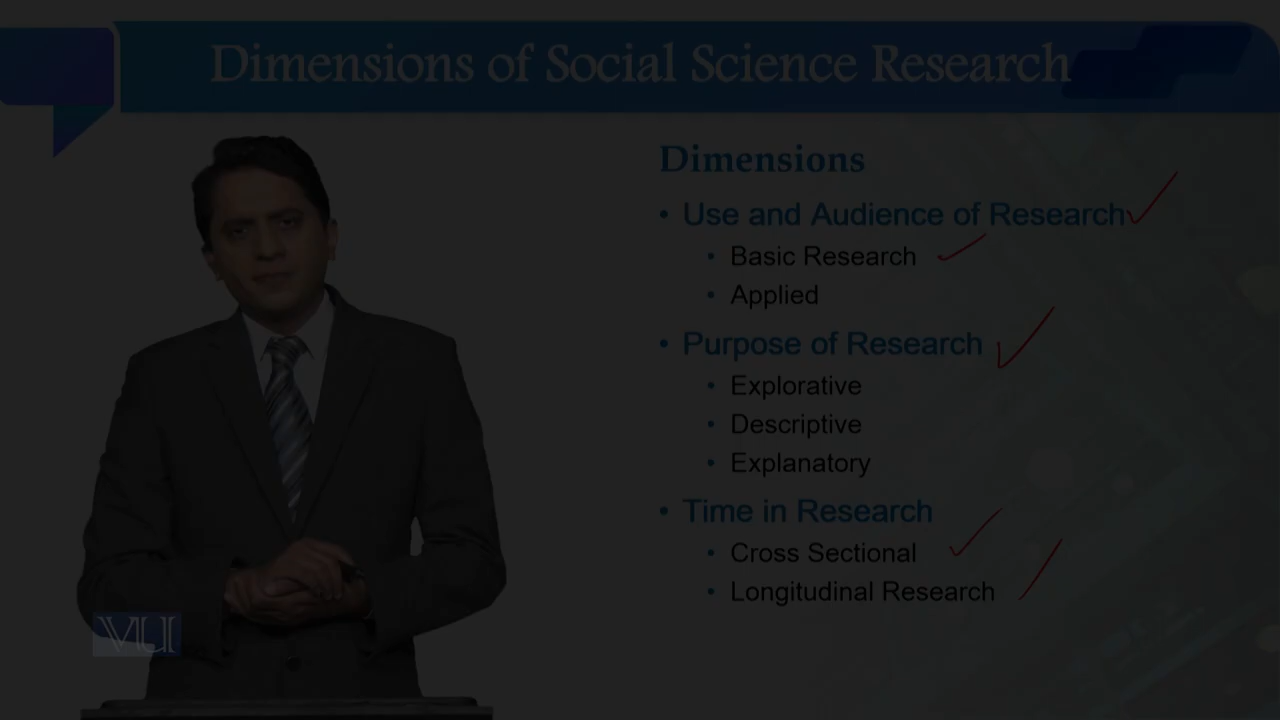 Dimensions of Social Science Research
Dimensions
• Use and Audience of Research
• Basic Research
• Applied
• Purpose of Research
• Explorative
• Descriptive
• Explanatory
• Time in Research
• Cross Sectional
• Longitudinal Research
VU